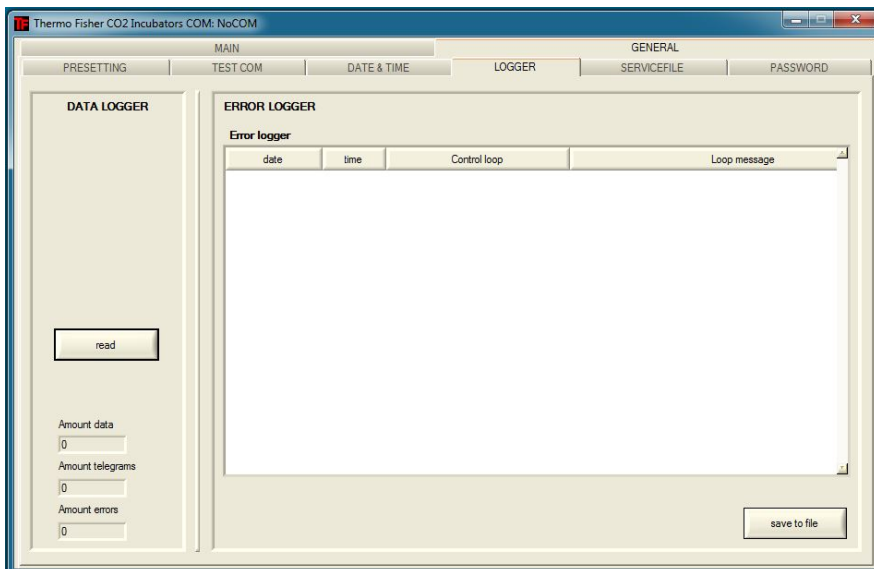 TF Thermo Fisher CO2 Incubators COM: NoCOM
MAIN GENERAL
PRESETTING TEST COM DATE & TIME LOGGER SERVICEFILE PASSWORD
DATA LOGGER
read
Amount data
0
Amount telegrams
0
Amount errors
0
ERROR LOGGER
Error logger
date time Control loop Loop message
save to file